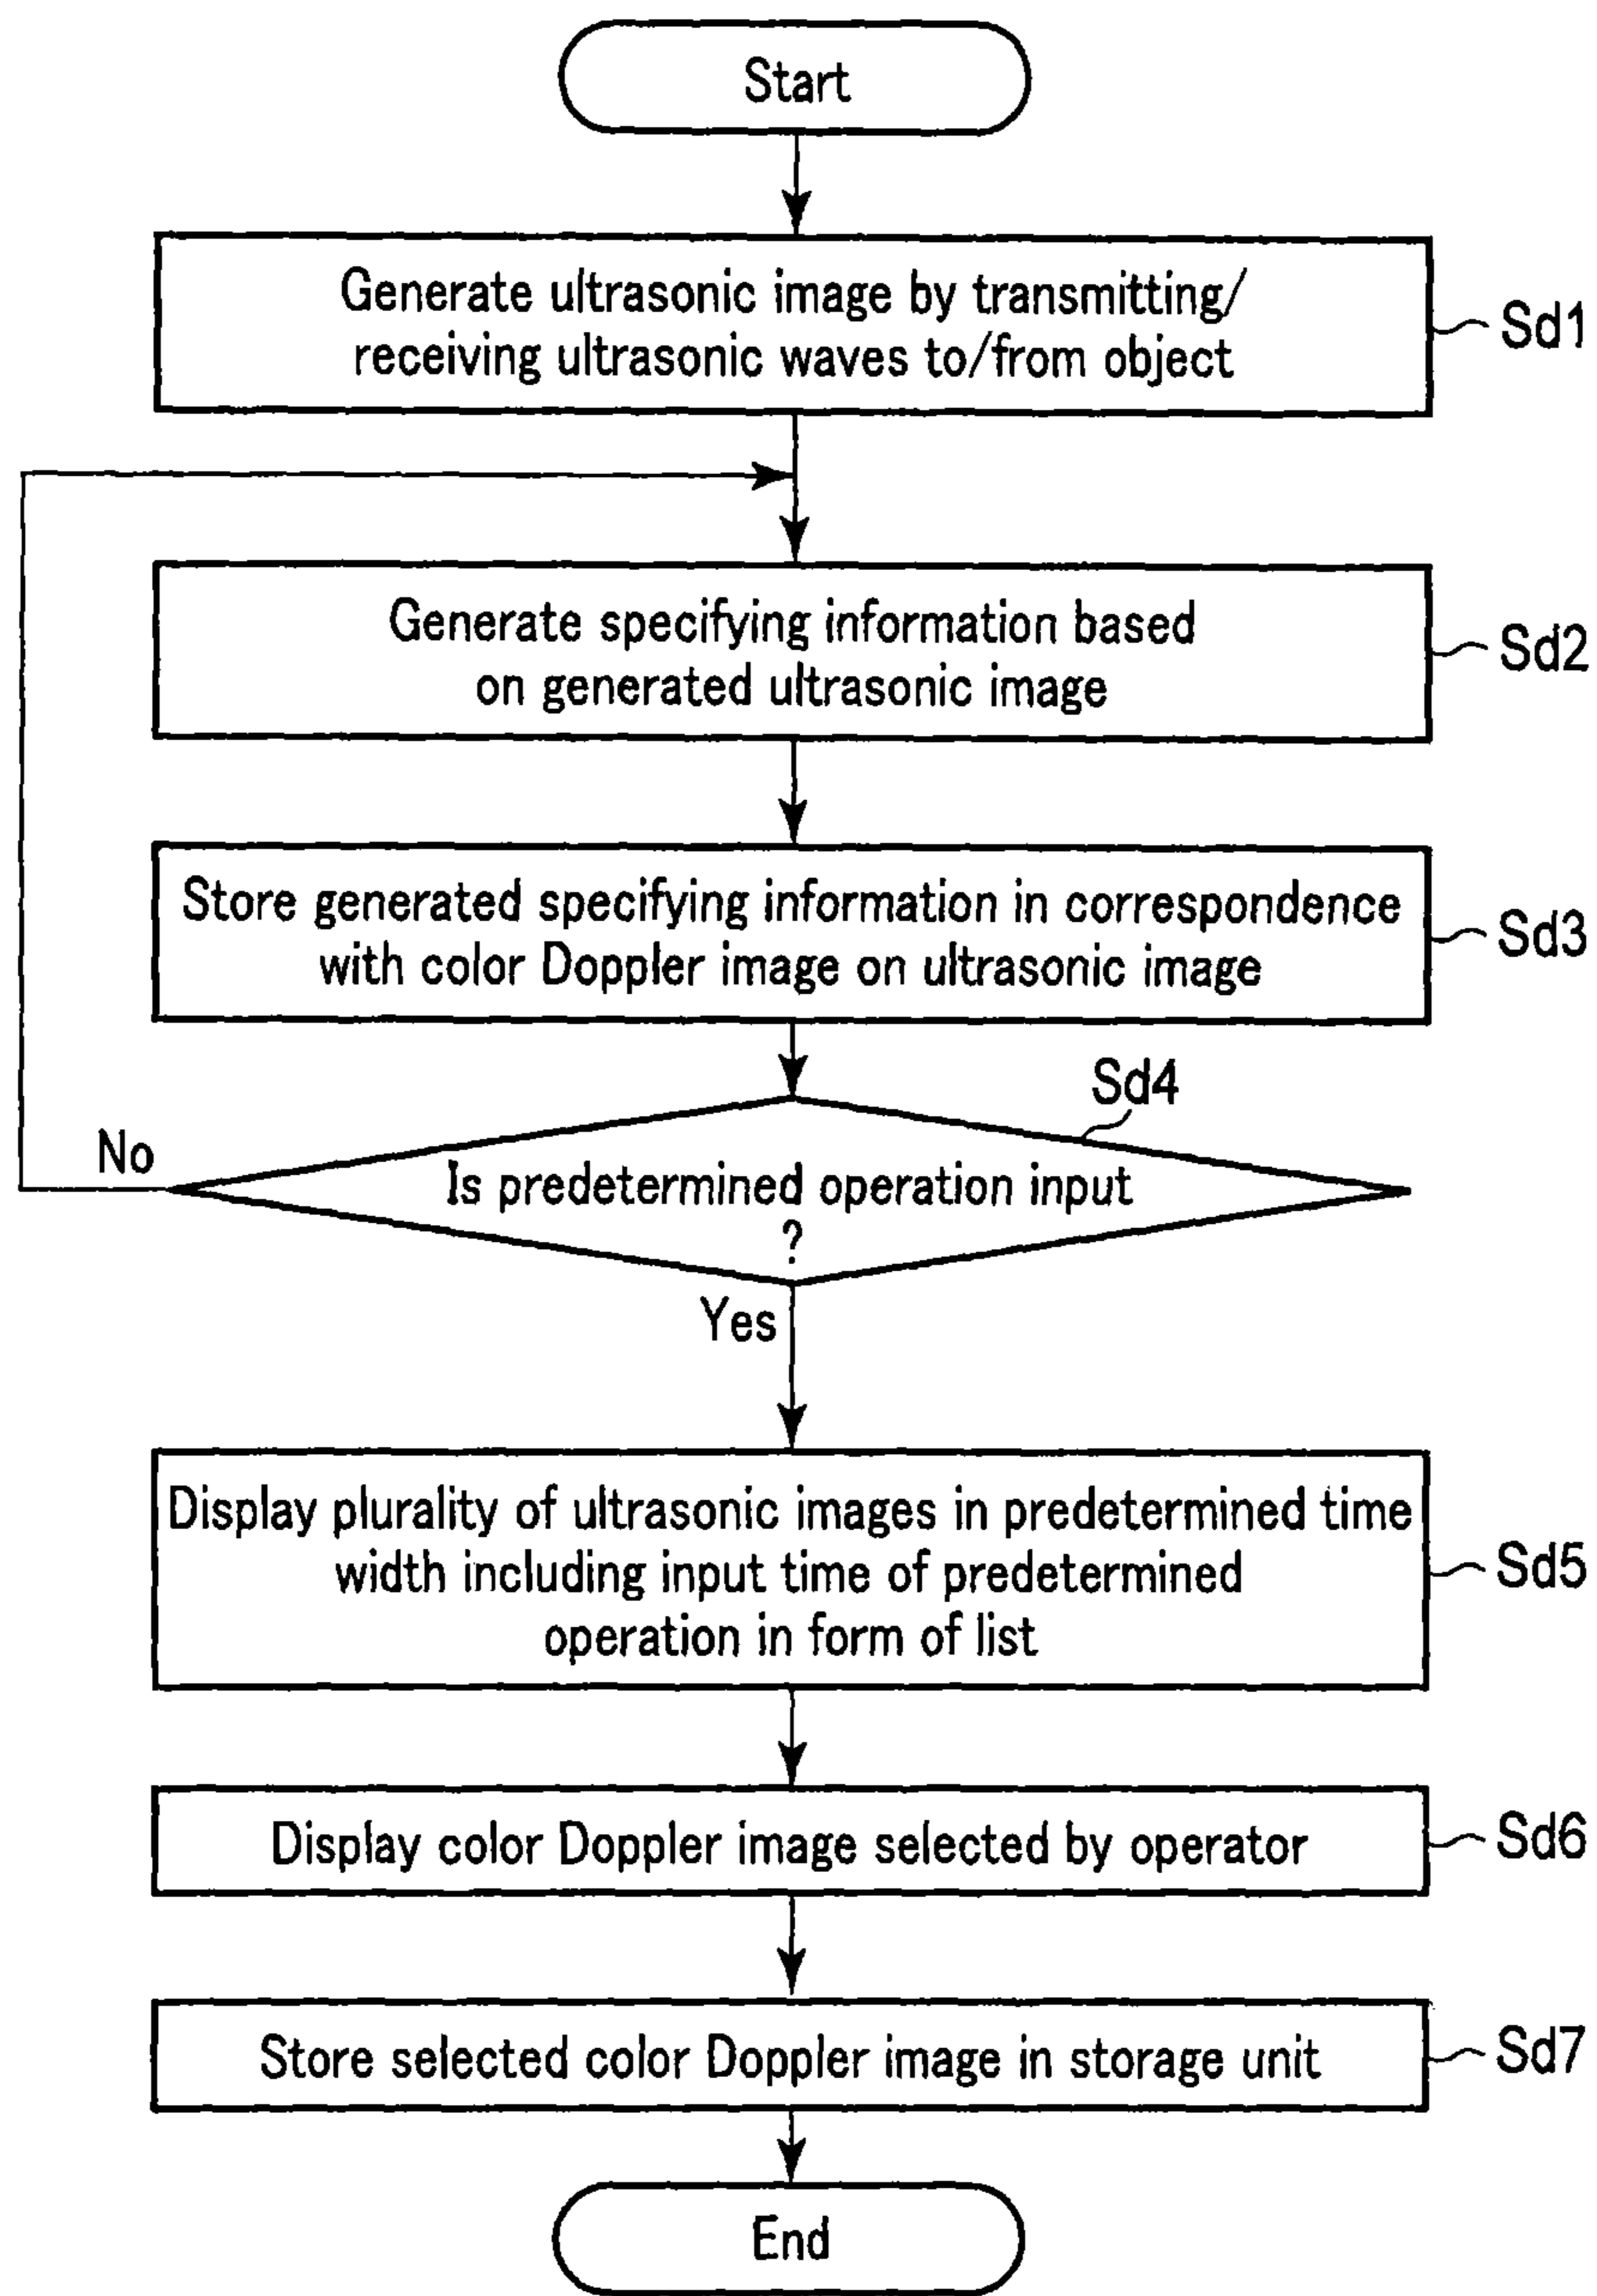 Start
Generate ultrasonic image by transmitting/
receiving ultrasonic waves to/from object
Sd1
Generate specifying information based
on generated ultrasonic image
Sd2
Store generated specifying information in correspondence
with color Doppler image on ultrasonic image
Sd3
Sd4
No
Is predetermined operation input
?
Yes
Display plurality of ultrasonic images in predetermined time
width including input time of predetermined
operation in form of list
Sd5
Display color Doppler image selected by operator
Sd6
Store selected color Doppler image in storage unit
Sd7
End